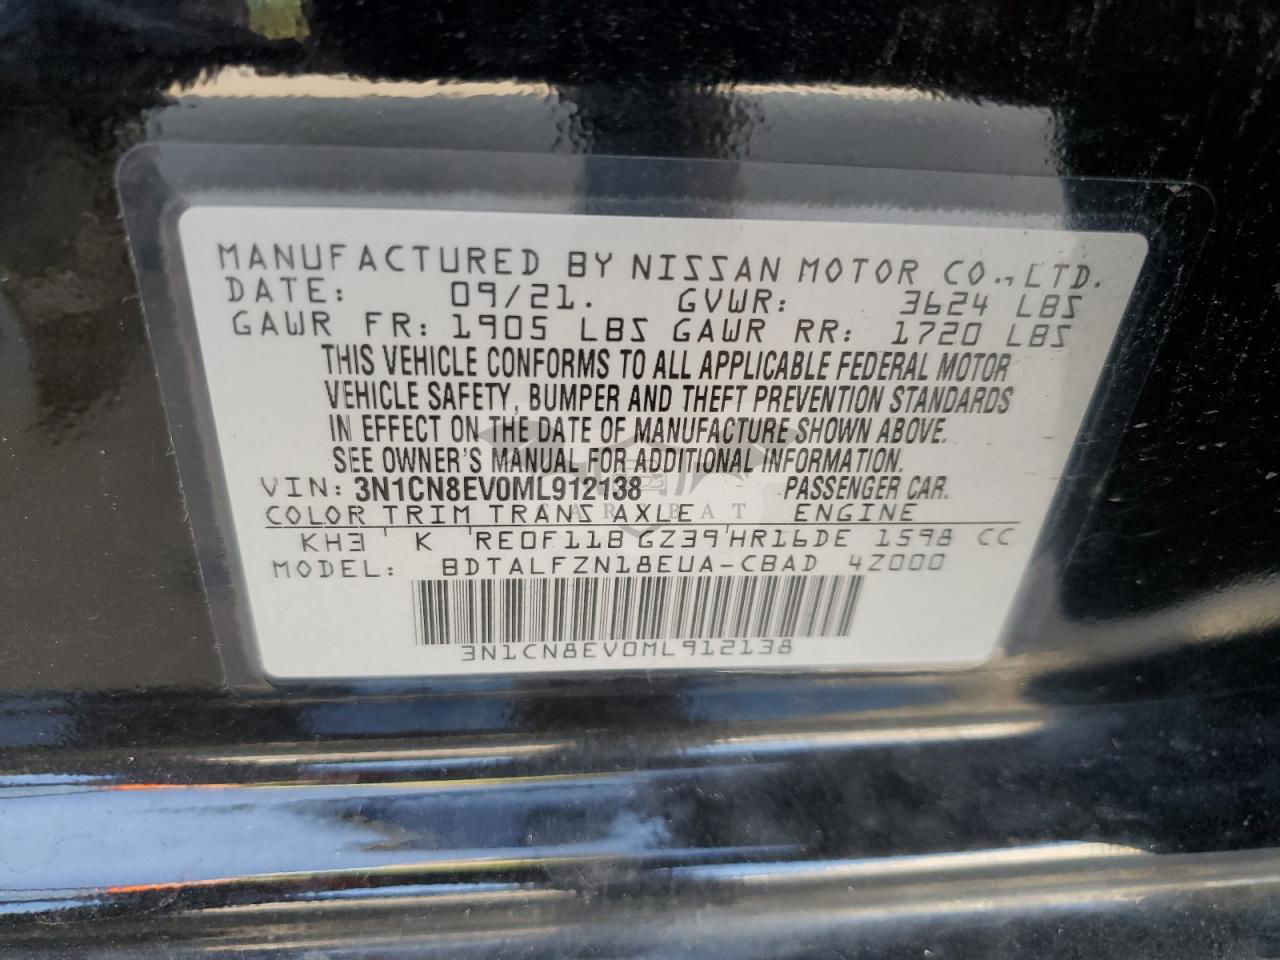 MANUFACTURED BY NISSAN MOTOR CO., LTD.
DATE: 09/21. GVWR: 3624 LBS
GAWR FR: 1905 LBS GAWR RR: 1720 LBS
THIS VEHICLE CONFORMS TO ALL APPLICABLE FEDERAL MOTOR
VEHICLE SAFETY, BUMPER AND THEFT PREVENTION STANDARDS
IN EFFECT ON THE DATE OF MANUFACTURE SHOWN ABOVE.
SEE OWNER'S MANUAL FOR ADDITIONAL INFORMATION.
VIN: 3N1CN8EV0ML912138 PASSENGER CAR.
COLOR TRIM TRANS AXLE ENGINE
KH3 K RE0F11B GZ39 HR16DE 1598 CC
MODEL: BDTALFZN18EUA-CBAD 4Z000
3N1CN8EV0ML912138